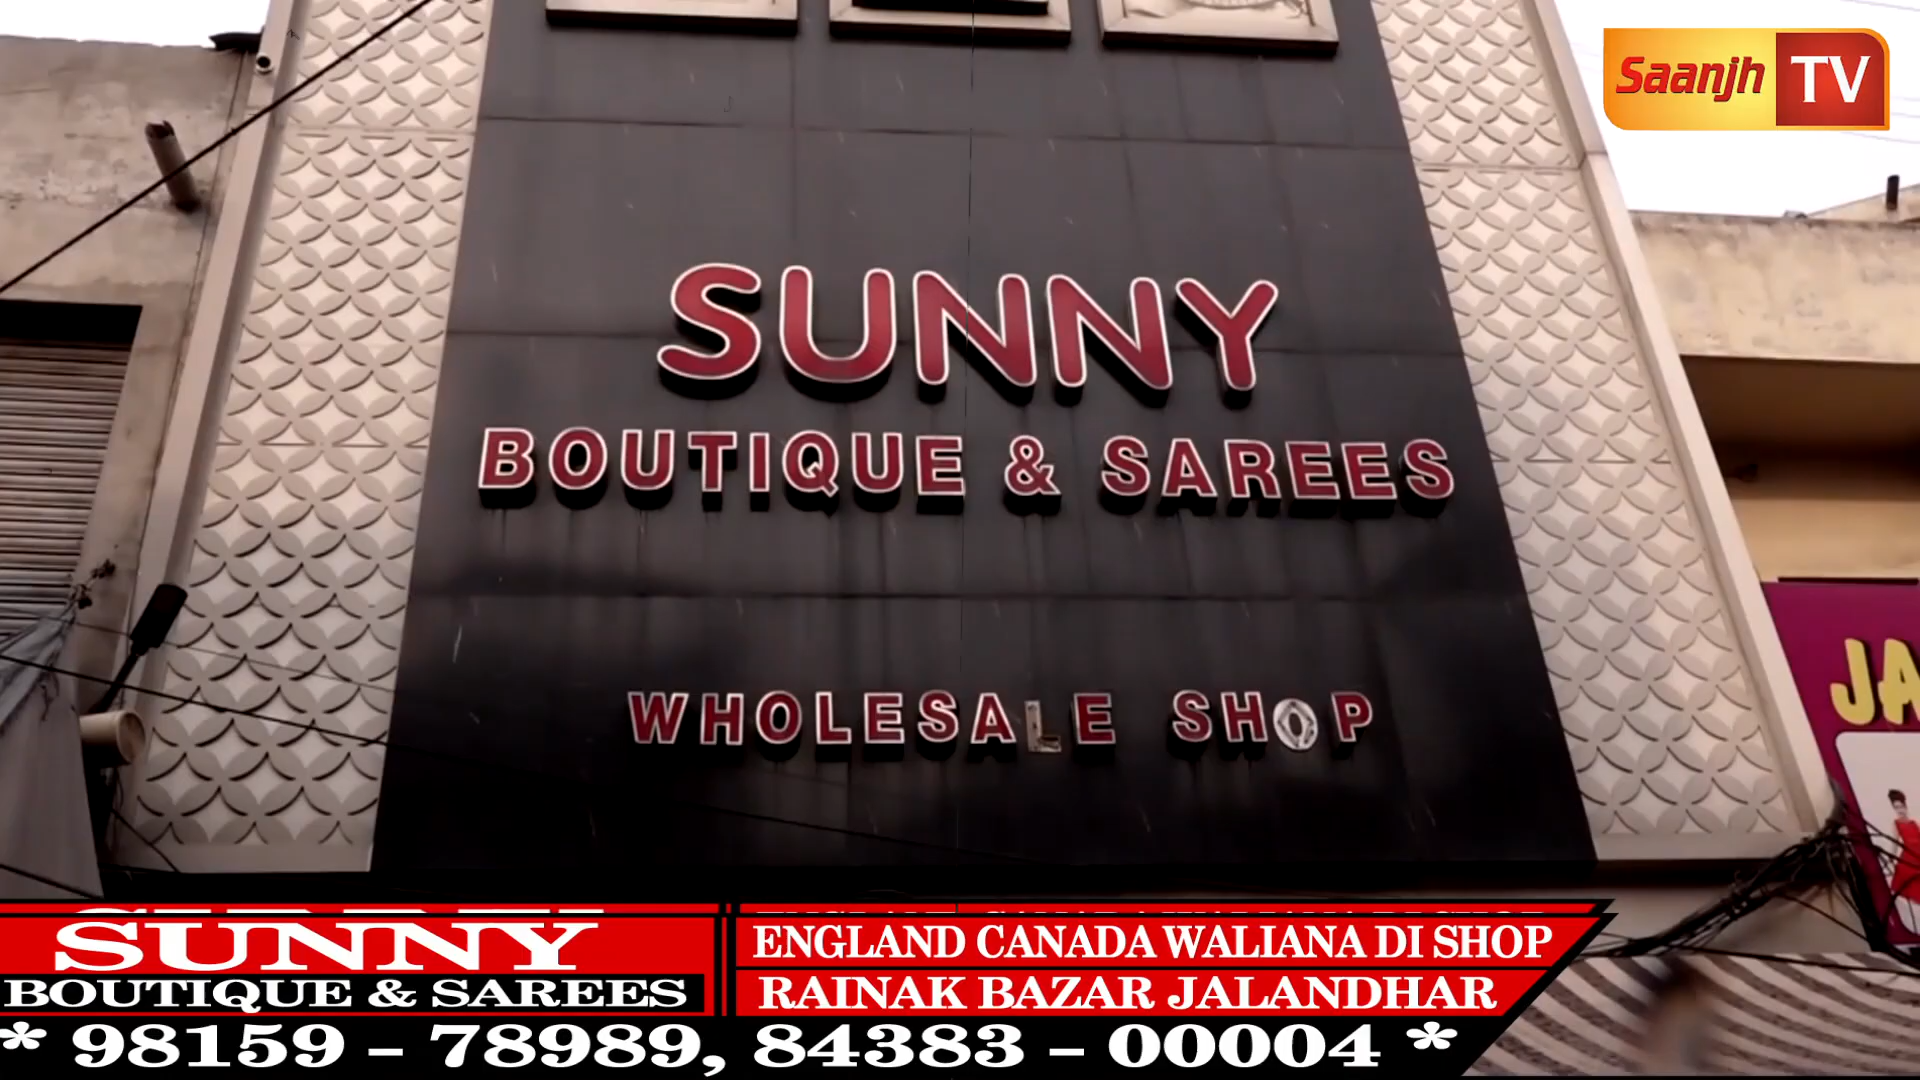 Saanjh TV
SUNNY
BOUTIQUE & SAREES
WHOLESALE SHOP
JA
SUNNY
BOUTIQUE & SAREES
ENGLAND CANADA WALIANA DI SHOP
RAINAK BAZAR JALANDHAR
* 98159 - 78989, 84383 - 00004 *